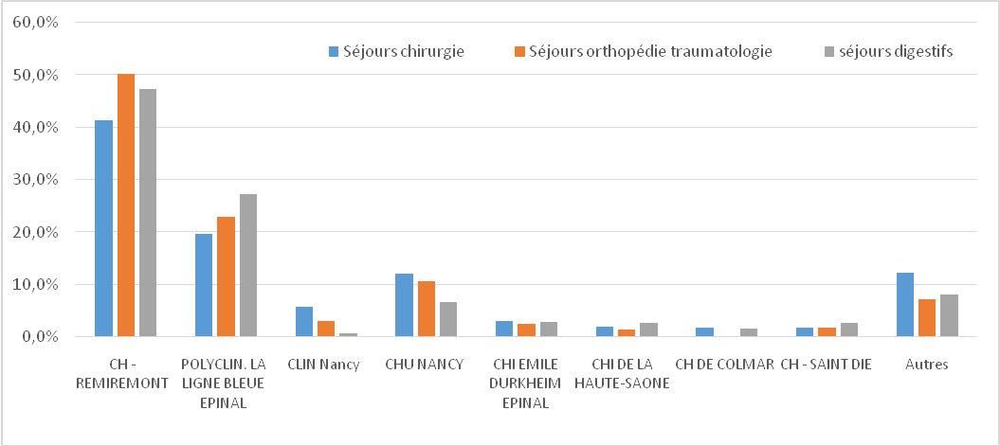 60,0%
Séjours chirurgie
Séjours orthopédie traumatologie
séjours digestifs
50,0%
40,0%
30,0%
20,0%
10,0%
0,0%
CH -
REMIREMONT
POLYCLIN. LA
LIGNE BLEUE
EPINAL
CLIN Nancy
CHU NANCY
CHI EMILE
DURKHEIM
EPINAL
CHI DE LA
HAUTE-SAONE
CH DE COLMAR
CH - SAINT DIE
Autres